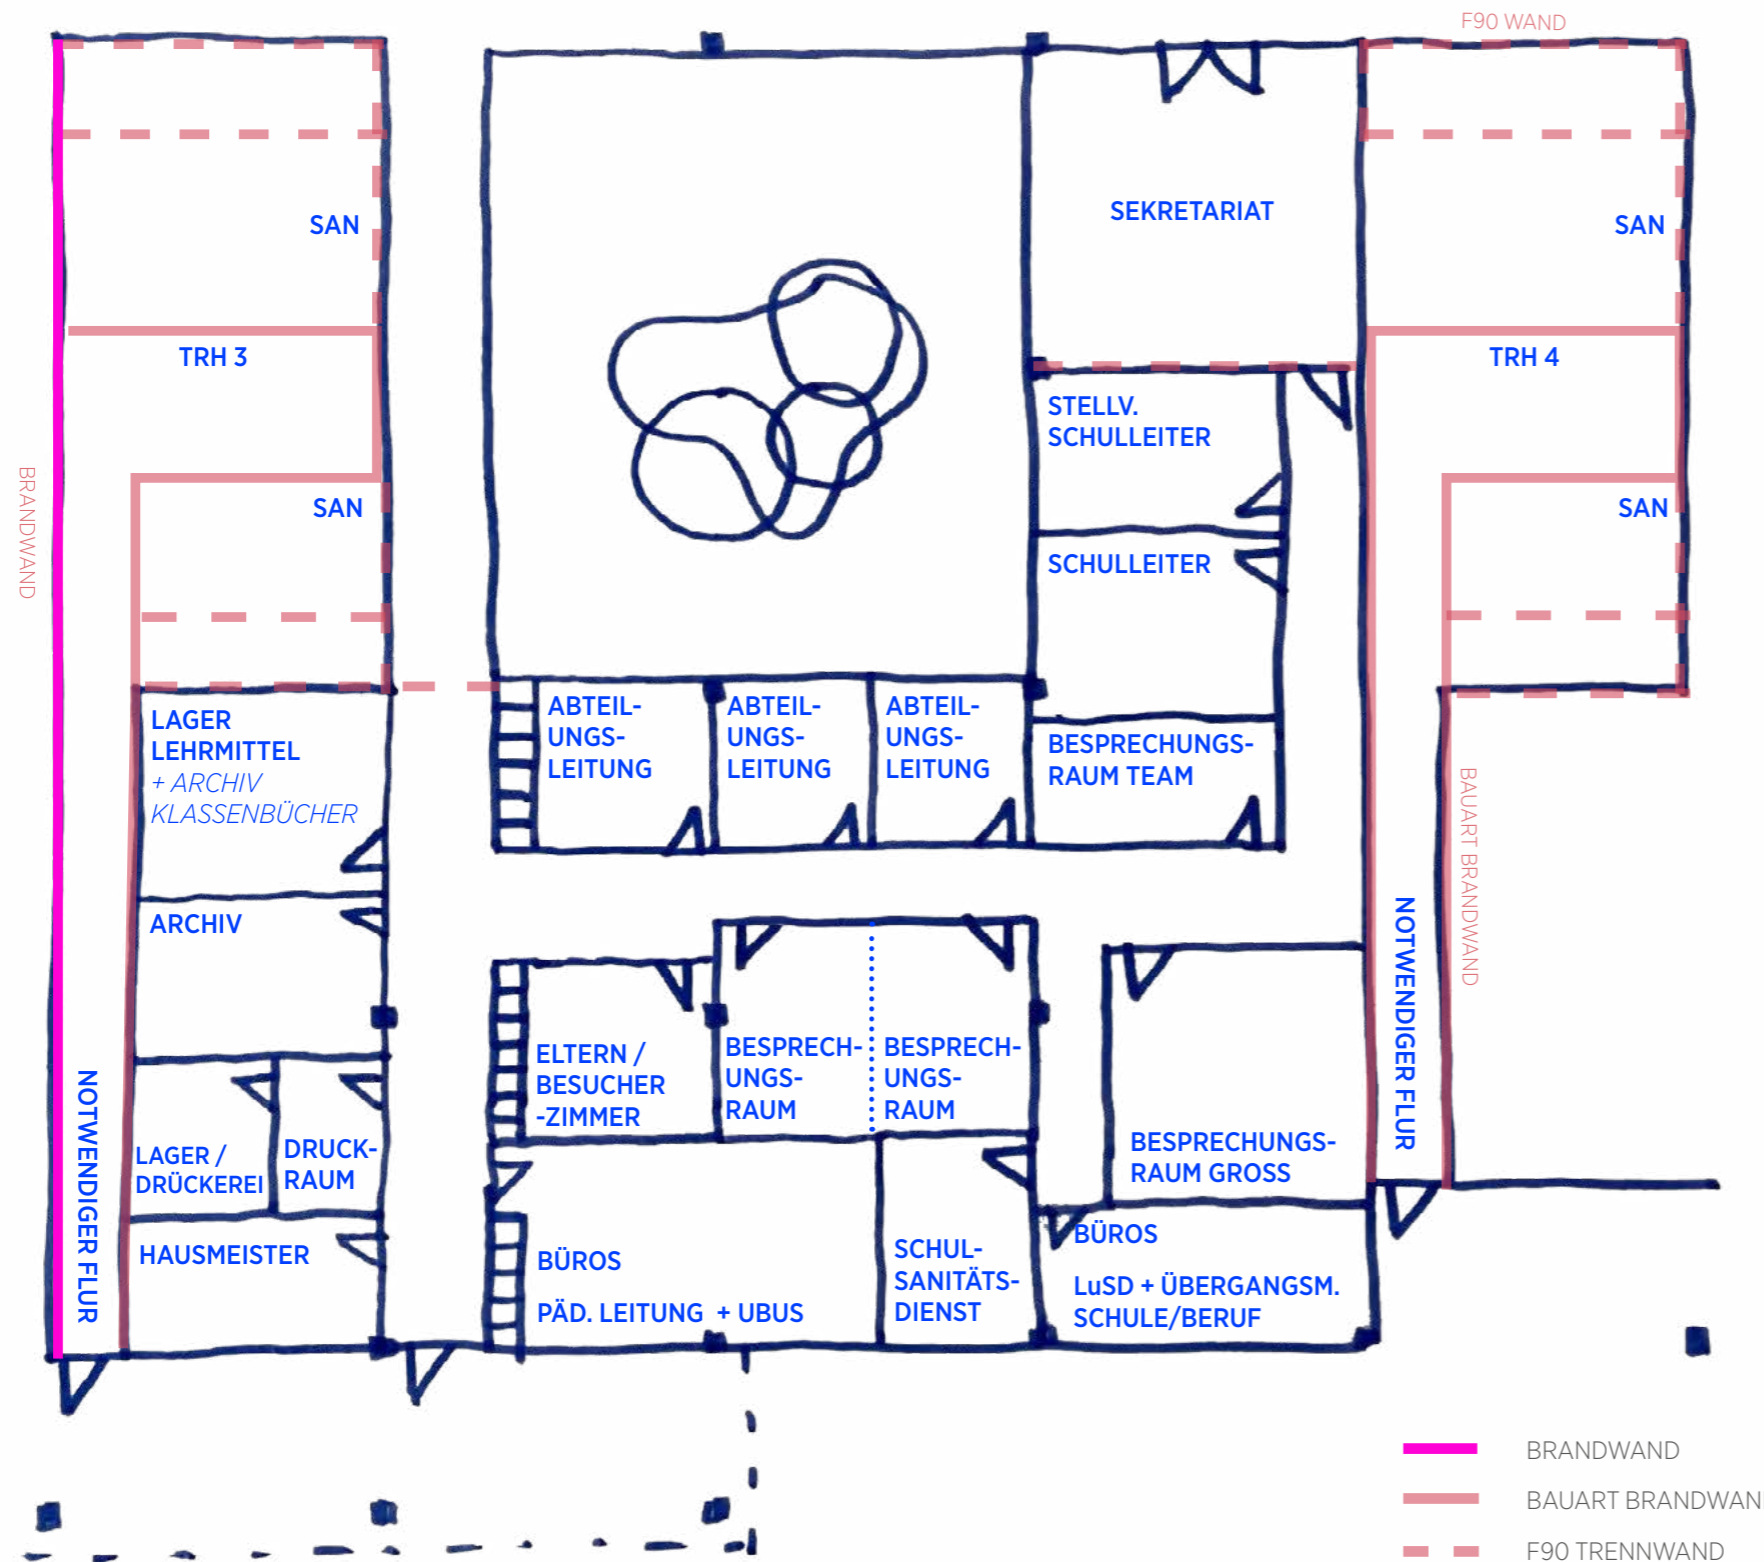 F90 WAND
SAN
SEKRETARIAT
SAN
TRH 3
TRH 4
STELLV.
SCHULLEITER
BRANDWAND
SAN
SCHULLEITER
SAN
LAGER
LEHRMITTEL
+ ARCHIV
KLASSENBÜCHER
ABTEIL-
UNGS-
LEITUNG
ABTEIL-
UNGS-
LEITUNG
ABTEIL-
UNGS-
LEITUNG
BESPRECHUNGS-
RAUM TEAM
BAUART BRANDWAND
ARCHIV
NOTWENDIGER FLUR
ELTERN /
BESUCHER
-ZIMMER
BESPRECH-
UNGS-
RAUM
BESPRECH-
UNGS-
RAUM
NOTWENDIGER FLUR
LAGER /
DRÜCKEREI
DRUCK-
RAUM
BESPRECHUNGS-
RAUM GROSS
HAUSMEISTER
BÜROS
PÄD. LEITUNG + UBUS
SCHUL-
SANITÄTS-
DIENST
BÜROS
LuSD + ÜBERGANGSM.
SCHULE/BERUF
BRANDWAND
BAUART BRANDWAN
F90 TRENNWAND